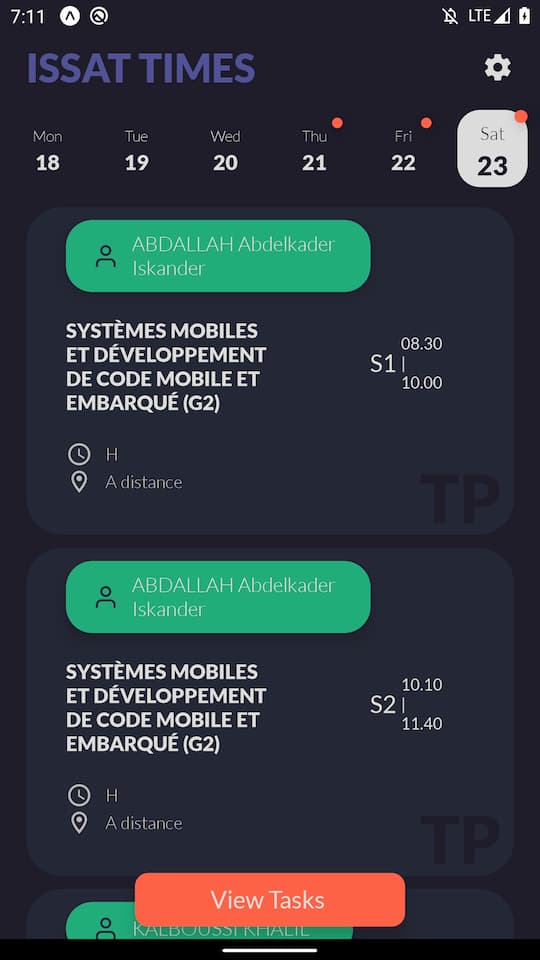 7:11
LTE
ISSAT TIMES
Mon Tue Wed Thu Fri Sat
18 19 20 21 22 23
ABDALLAH Abdelkader
Iskander
SYSTÈMES MOBILES
ET DÉVELOPPEMENT
DE CODE MOBILE ET
EMBARQUÉ (G2)
S1
08.30
|
10.00
H
A distance
TP
ABDALLAH Abdelkader
Iskander
SYSTÈMES MOBILES
ET DÉVELOPPEMENT
DE CODE MOBILE ET
EMBARQUÉ (G2)
S2
10.10
|
11.40
H
A distance
TP
View Tasks
KALBOUSSI KHALIL